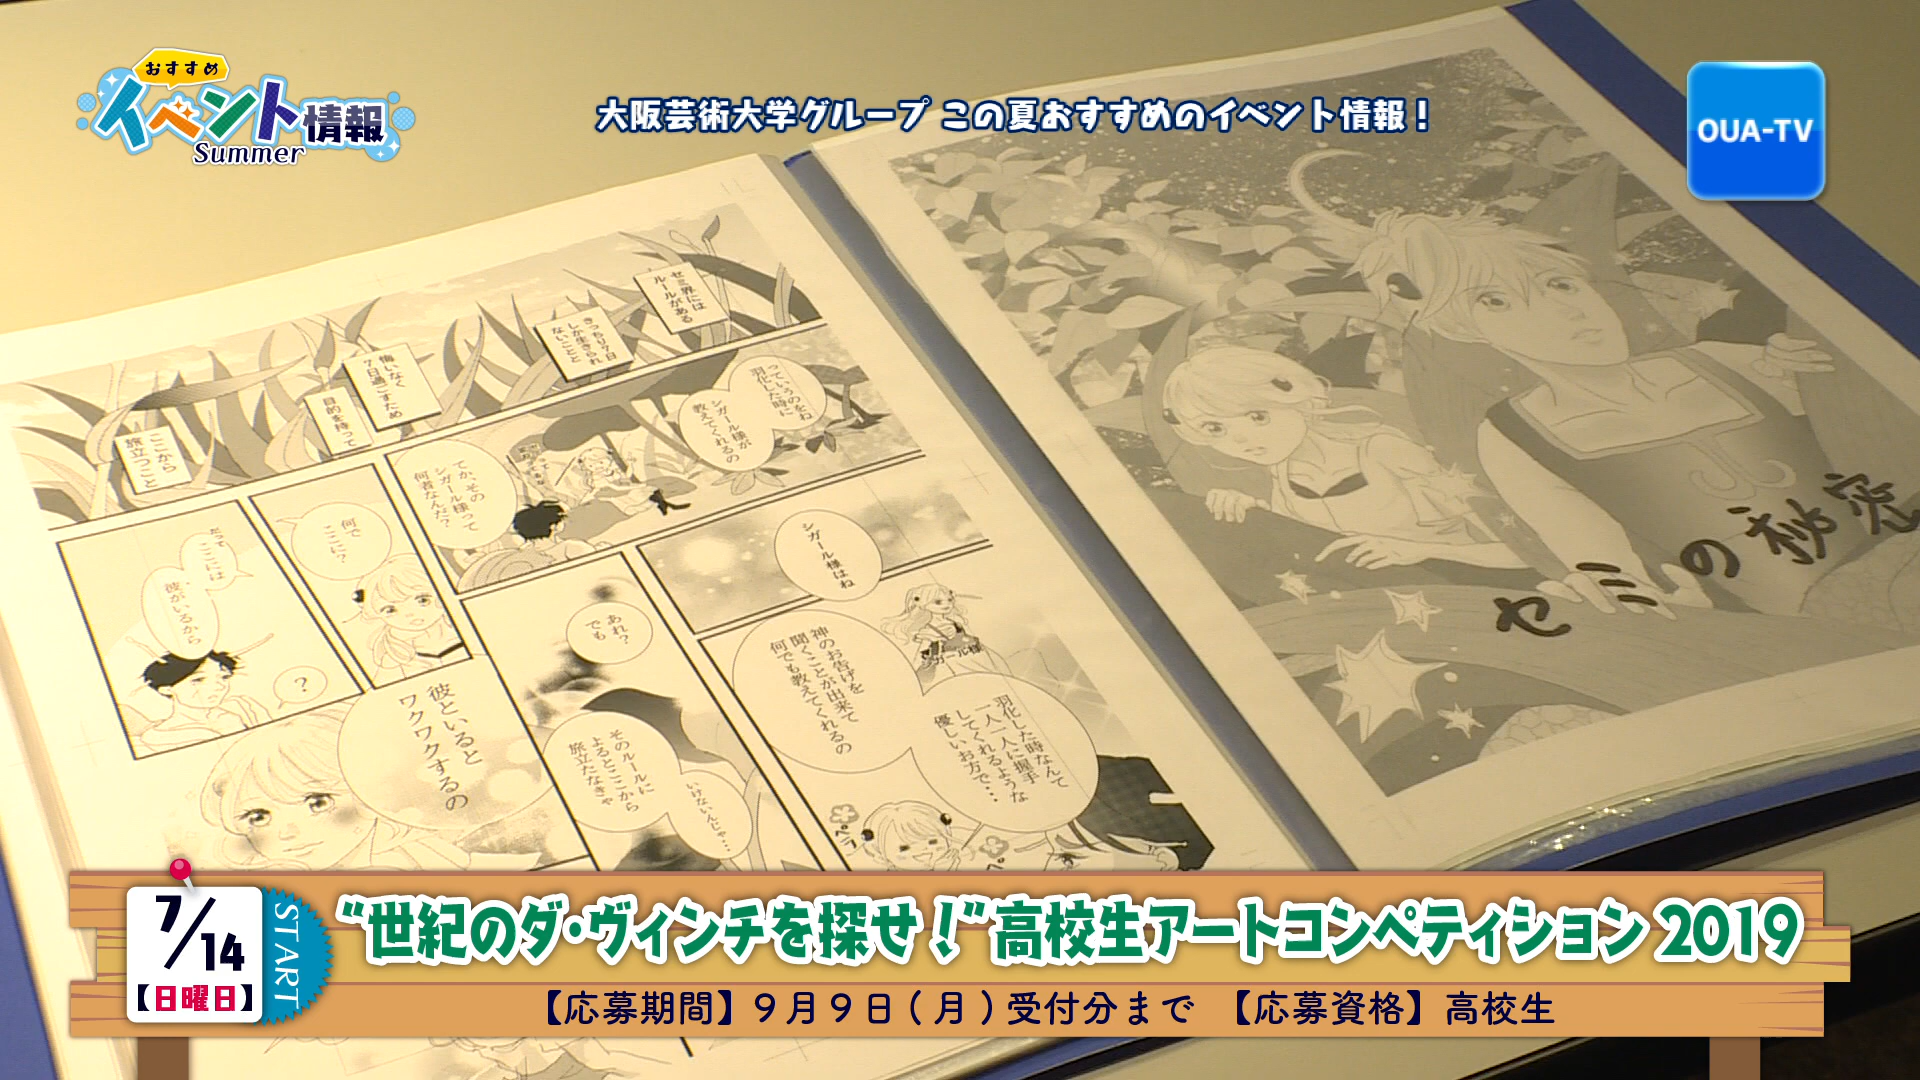 おすすめ
イベント情報
Summer
大阪芸術大学グループ この夏おすすめのイベント情報！
OUA-TV
セミ界には
ルールがある
きっちり7日
しか生きられ
ないことと
悔いなく
7日過ごすため
目的を持って
ここから
旅立つこと
っていうのをね
羽化した時に
シガール様が
教えてくれるの
てか、その
シガール様って
何者なんだ？
何で
ここに？
だって
ここには
彼がいるから
？
シガール様はね
神のお告げを
聞くことが出来て
何でも教えてくれるの
羽化した時なんて
一人一人に握手
してくれるような
優しいお方で…
あれ？
でも
そのルールに
よるとここから
旅立たなきゃ
いけないんじゃ…
彼といると
ワクワクするの
ペラ
セミの秘密
7/14
【日曜日】
START
“世紀のダ・ヴィンチを探せ！”高校生アートコンペティション 2019
【応募期間】９月９日(月)受付分まで 【応募資格】高校生